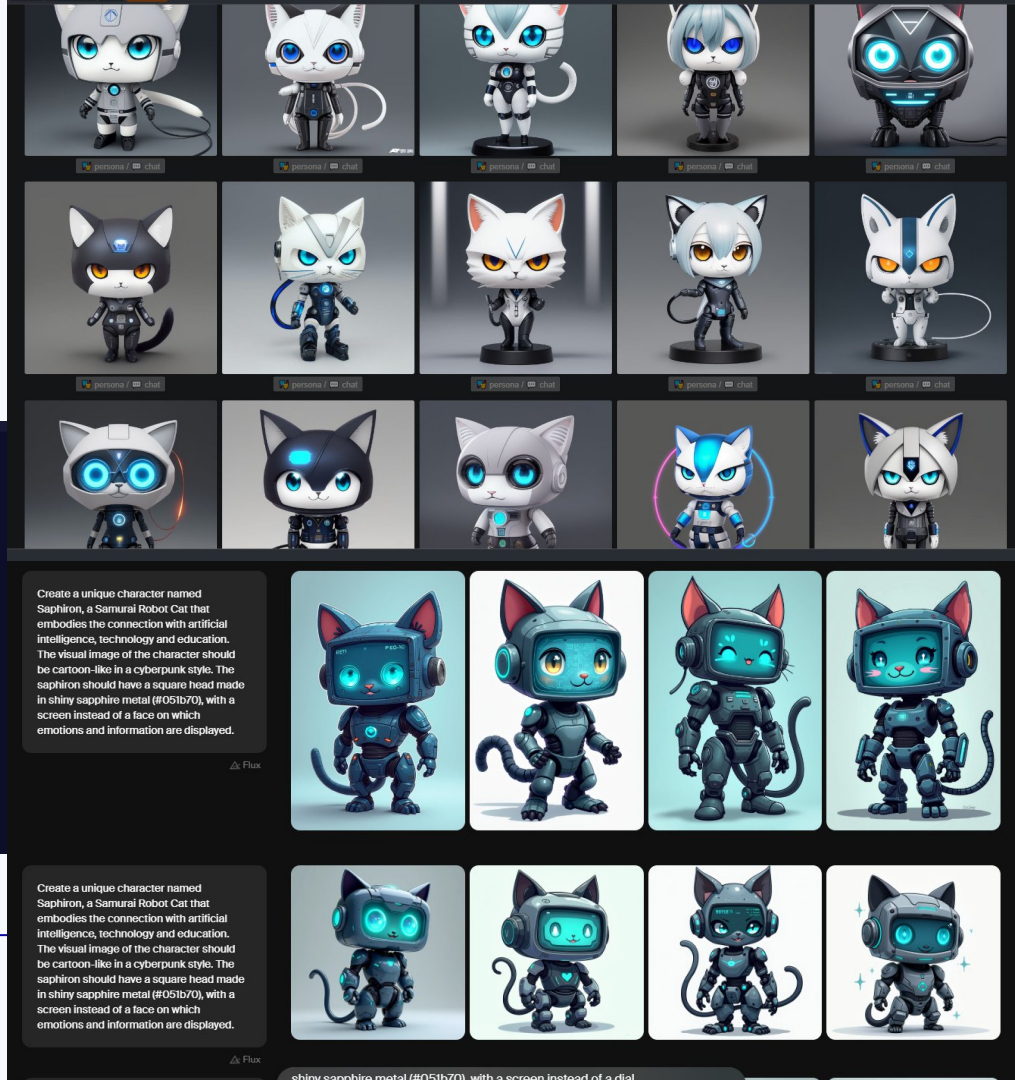 persona / chat
persona / chat
persona / chat
persona / chat
persona / chat
persona / chat
persona / chat
persona / chat
persona / chat
persona / chat
Create a unique character named
Saphiron, a Samurai Robot Cat that
embodies the connection with artificial
intelligence, technology and education.
The visual image of the character should
be cartoon-like in a cyberpunk style. The
saphiron should have a square head made
in shiny sapphire metal (#051b70), with a
screen instead of a face on which
emotions and information are displayed.
Flux
Create a unique character named
Saphiron, a Samurai Robot Cat that
embodies the connection with artificial
intelligence, technology and education.
The visual image of the character should
be cartoon-like in a cyberpunk style. The
saphiron should have a square head made
in shiny sapphire metal (#051b70), with a
screen instead of a face on which
emotions and information are displayed.
Flux
shiny sapphire metal (#051b70), with a screen instead of a dial